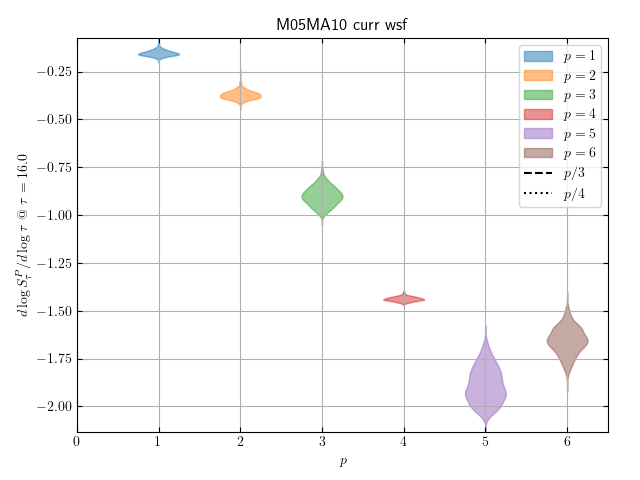 M05MA10 curr wsf
d log S_τ^P / d log τ @ τ = 16.0
−0.25
−0.50
−0.75
−1.00
−1.25
−1.50
−1.75
−2.00
p = 1
p = 2
p = 3
p = 4
p = 5
p = 6
p/3
p/4
0 1 2 3 4 5 6
p